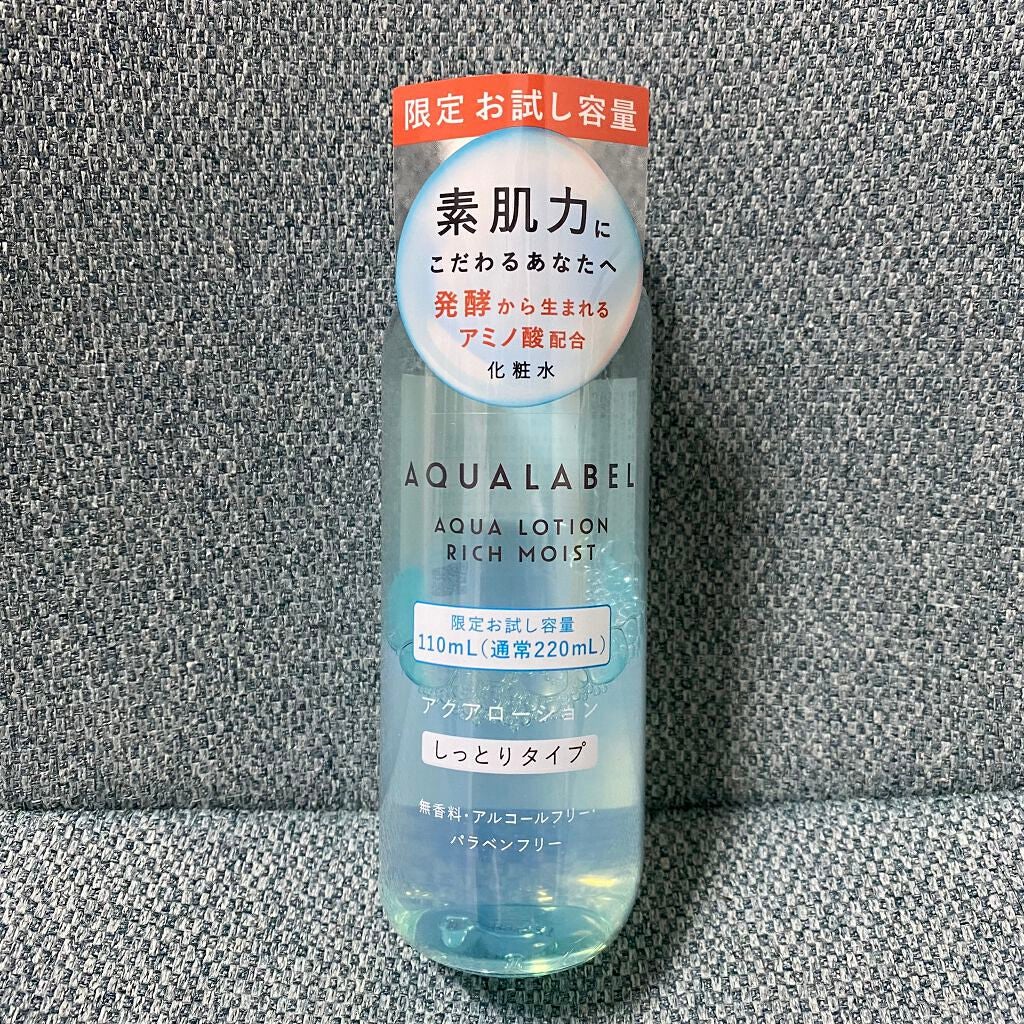 限定 お試し容量
素肌力に
こだわるあなたへ
発酵から生まれる
アミノ酸配合
化粧水
AQUALABEL
AQUA LOTION
RICH MOIST
限定お試し容量
110mL(通常220mL)
アクアローション
しっとりタイプ
無香料・アルコールフリー・
パラベンフリー